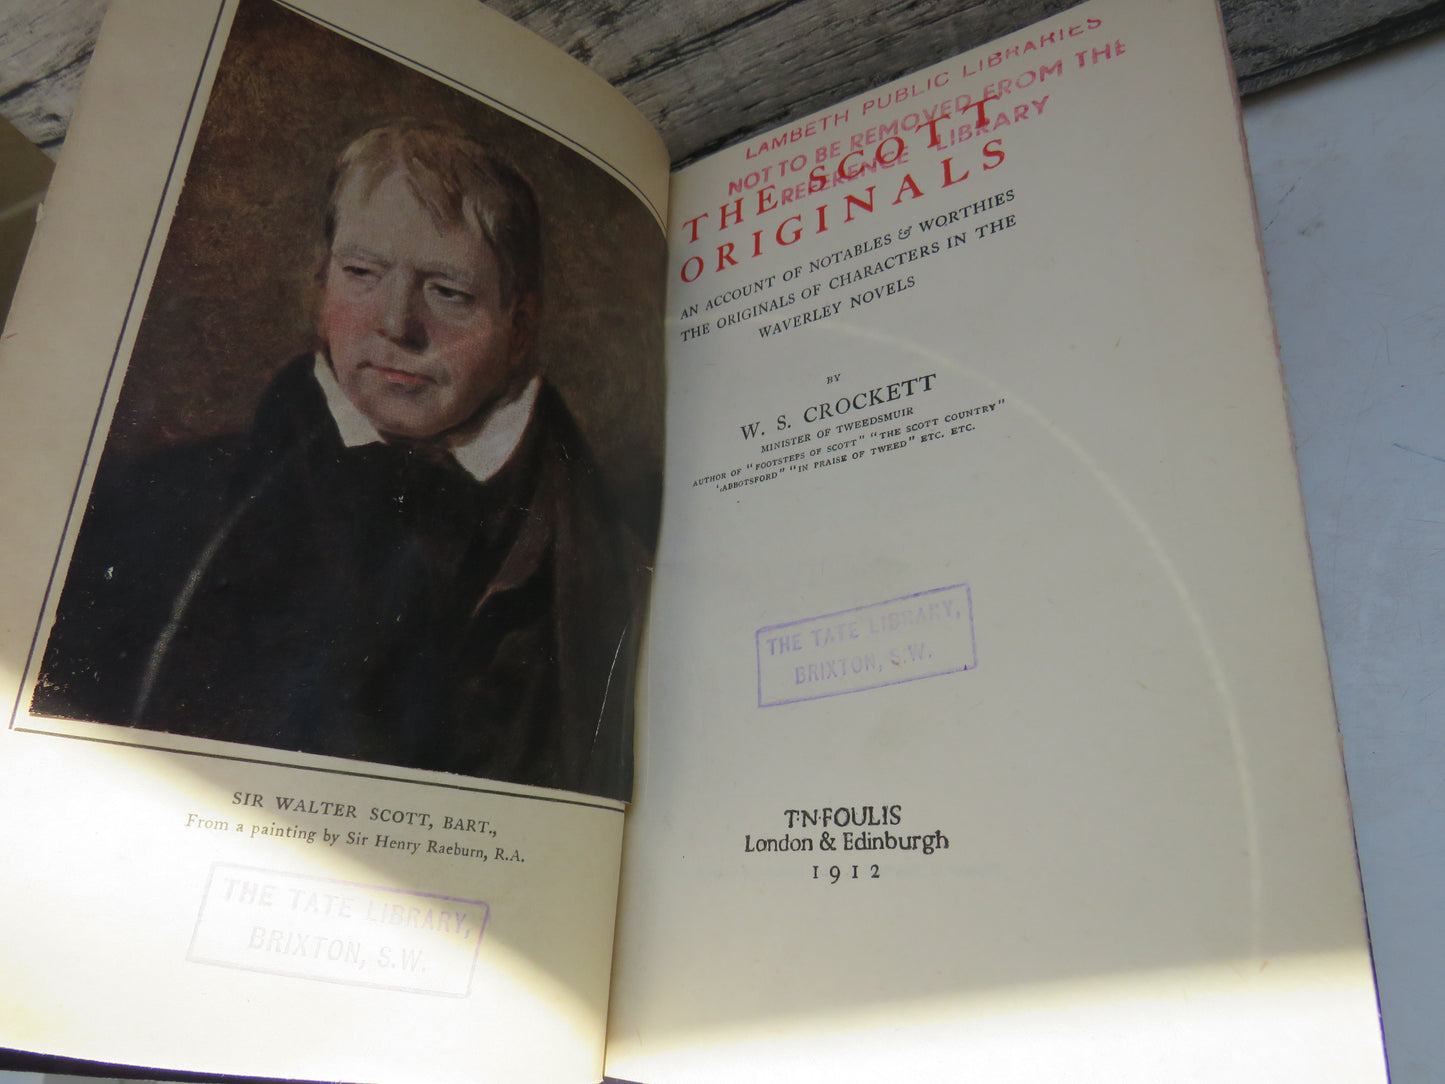 SIR WALTER SCOTT, BART.,
From a painting by Sir Henry Raeburn, R.A.
THE TATE LIBRARY,
BRIXTON, S.W.
LAMBETH PUBLIC LIBRARIES
NOT TO BE REMOVED FROM THE
REFERENCE LIBRARY
THE SCOTT
ORIGINALS
AN ACCOUNT OF NOTABLES & WORTHIES
THE ORIGINALS OF CHARACTERS IN THE
WAVERLEY NOVELS
BY
W. S. CROCKETT
MINISTER OF TWEEDSMUIR
AUTHOR OF "FOOTSTEPS OF SCOTT" "THE SCOTT COUNTRY"
"ABBOTSFORD" "IN PRAISE OF TWEED" ETC. ETC.
THE TATE LIBRARY,
BRIXTON, S.W.
T·N·FOULIS
London & Edinburgh
1912